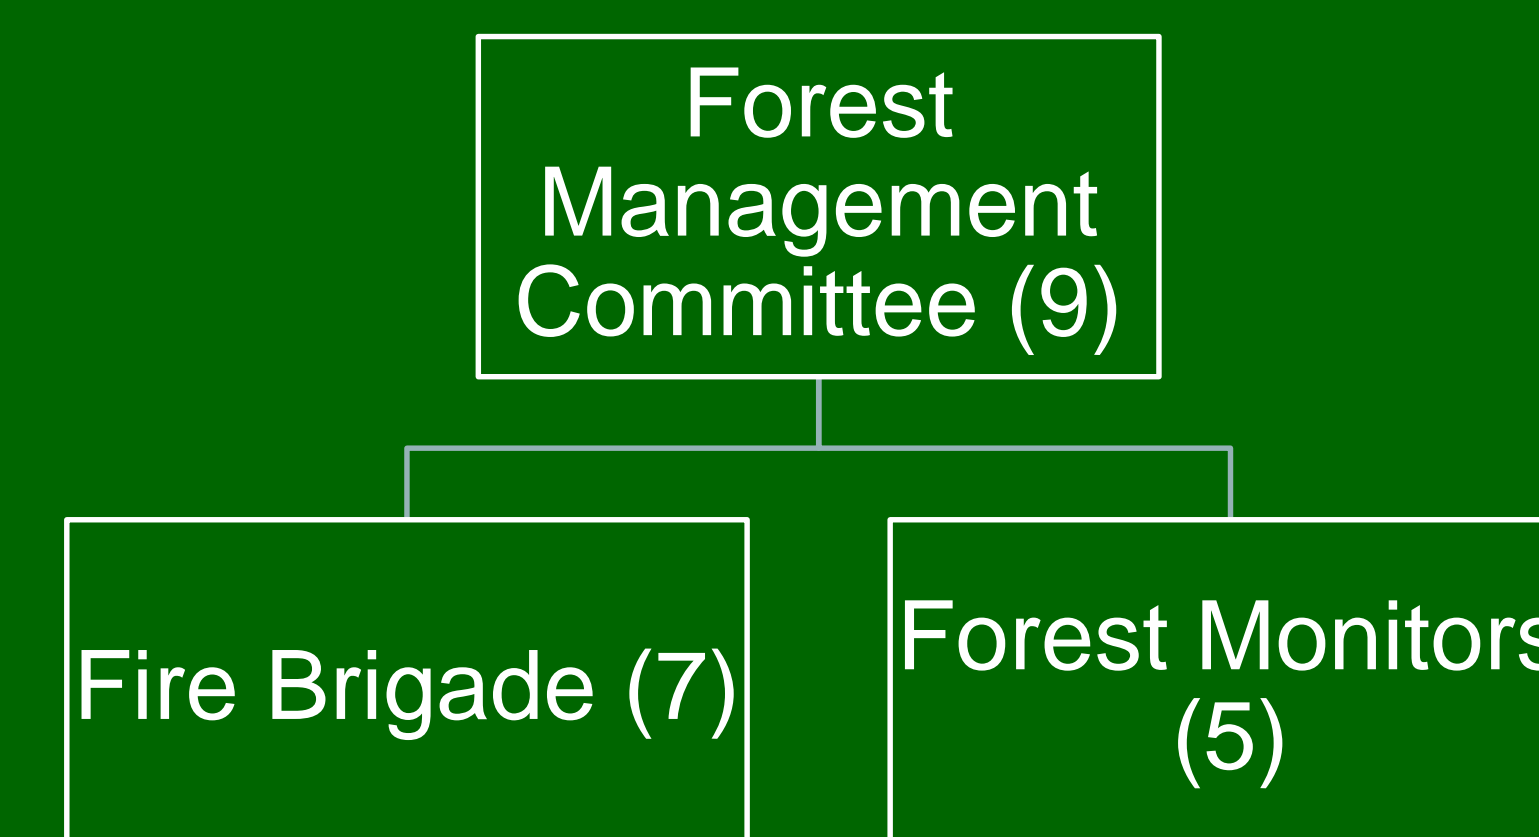 Forest
Management
Committee (9)
Fire Brigade (7)
Forest Monitors
(5)